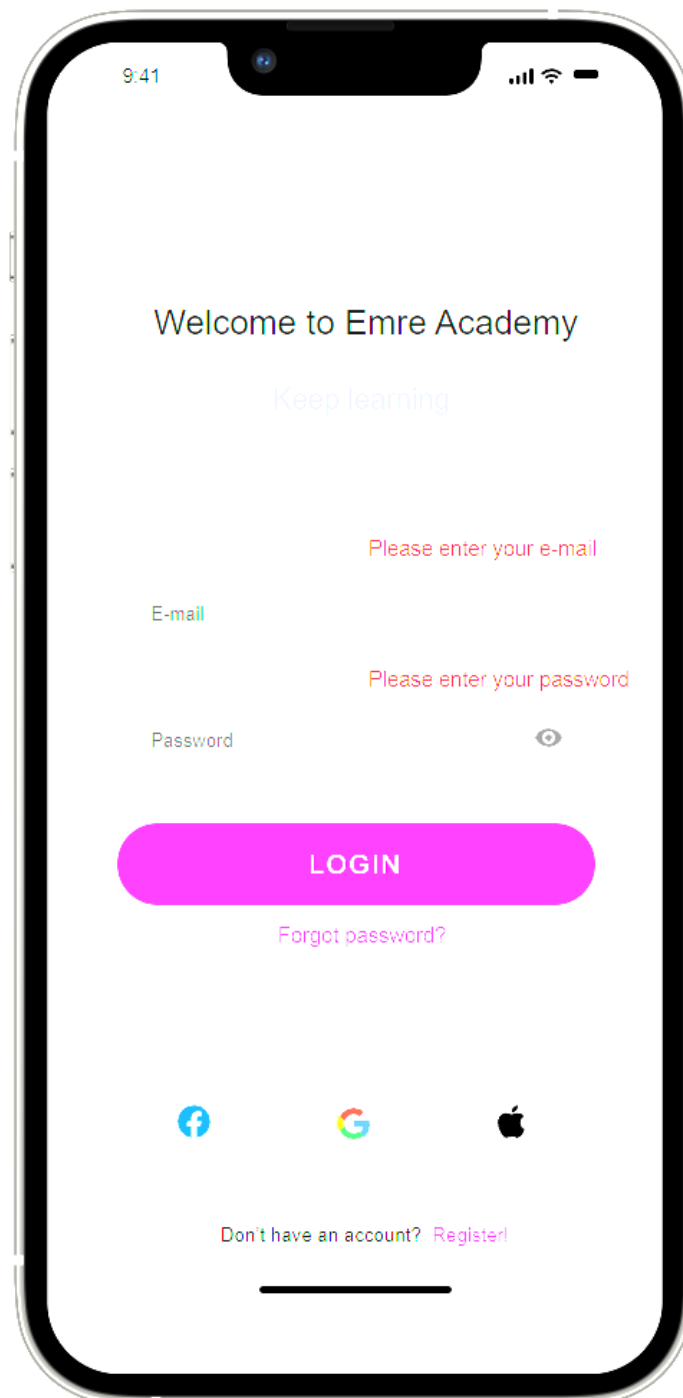 9:41
Welcome to Emre Academy
Keep learning
Please enter your e-mail
E-mail
Please enter your password
Password
LOGIN
Forgot password?
Don't have an account? Register!